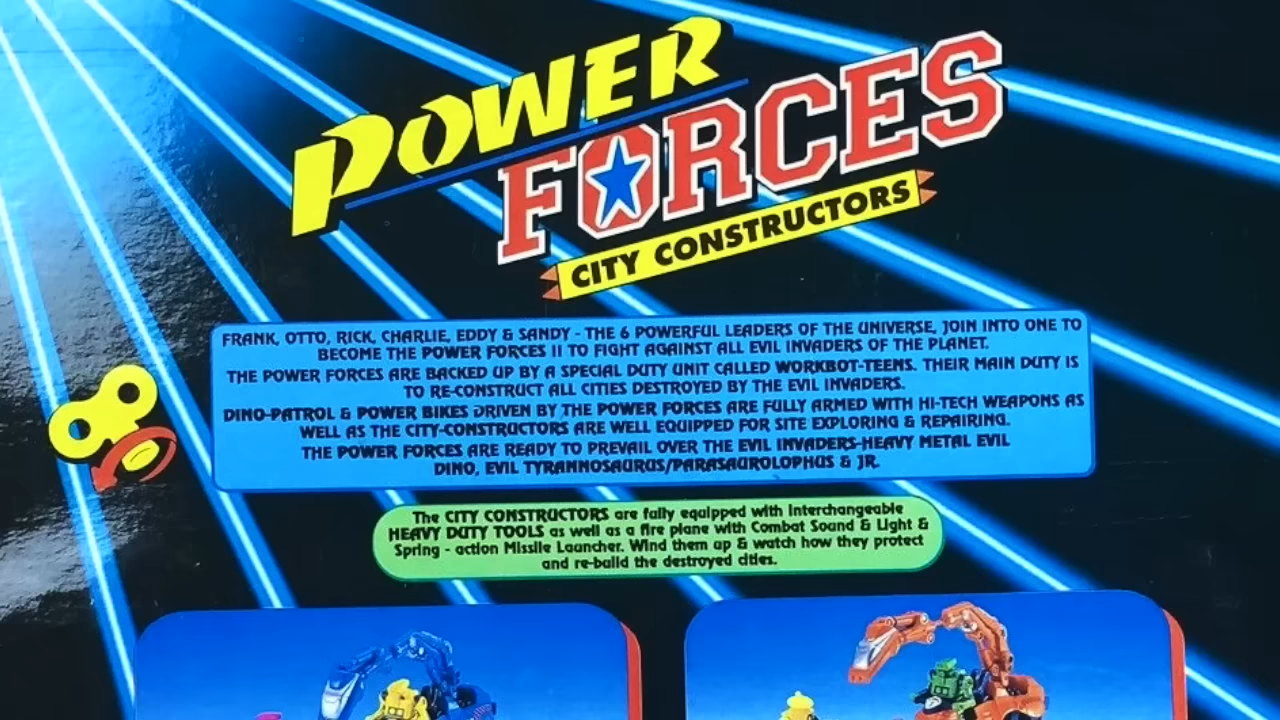 POWER
FORCES
CITY CONSTRUCTORS
FRANK, OTTO, RICK, CHARLIE, EDDY & SANDY - THE 6 POWERFUL LEADERS OF THE UNIVERSE, JOIN INTO ONE TO
BECOME THE POWER FORCES II TO FIGHT AGAINST ALL EVIL INVADERS OF THE PLANET.
THE POWER FORCES ARE BACKED UP BY A SPECIAL DUTY UNIT CALLED WORKBOT-TEENS. THEIR MAIN DUTY IS
TO RE-CONSTRUCT ALL CITIES DESTROYED BY THE EVIL INVADERS.
DINO-PATROL & POWER BIKES DRIVEN BY THE POWER FORCES ARE FULLY ARMED WITH HI-TECH WEAPONS AS
WELL AS THE CITY-CONSTRUCTORS ARE WELL EQUIPPED FOR SITE EXPLORING & REPAIRING.
THE POWER FORCES ARE READY TO PREVAIL OVER THE EVIL INVADERS-HEAVY METAL EVIL
DINO, EVIL TYRANNOSAURUS/PARASAUROLOPHUS & JR.
The CITY CONSTRUCTORS are fully equipped with Interchangeable
HEAVY DUTY TOOLS as well as a fire plane with Combat Sound & Light &
Spring - action Missile Launcher. Wind them up & watch how they protect
and re-build the destroyed cities.